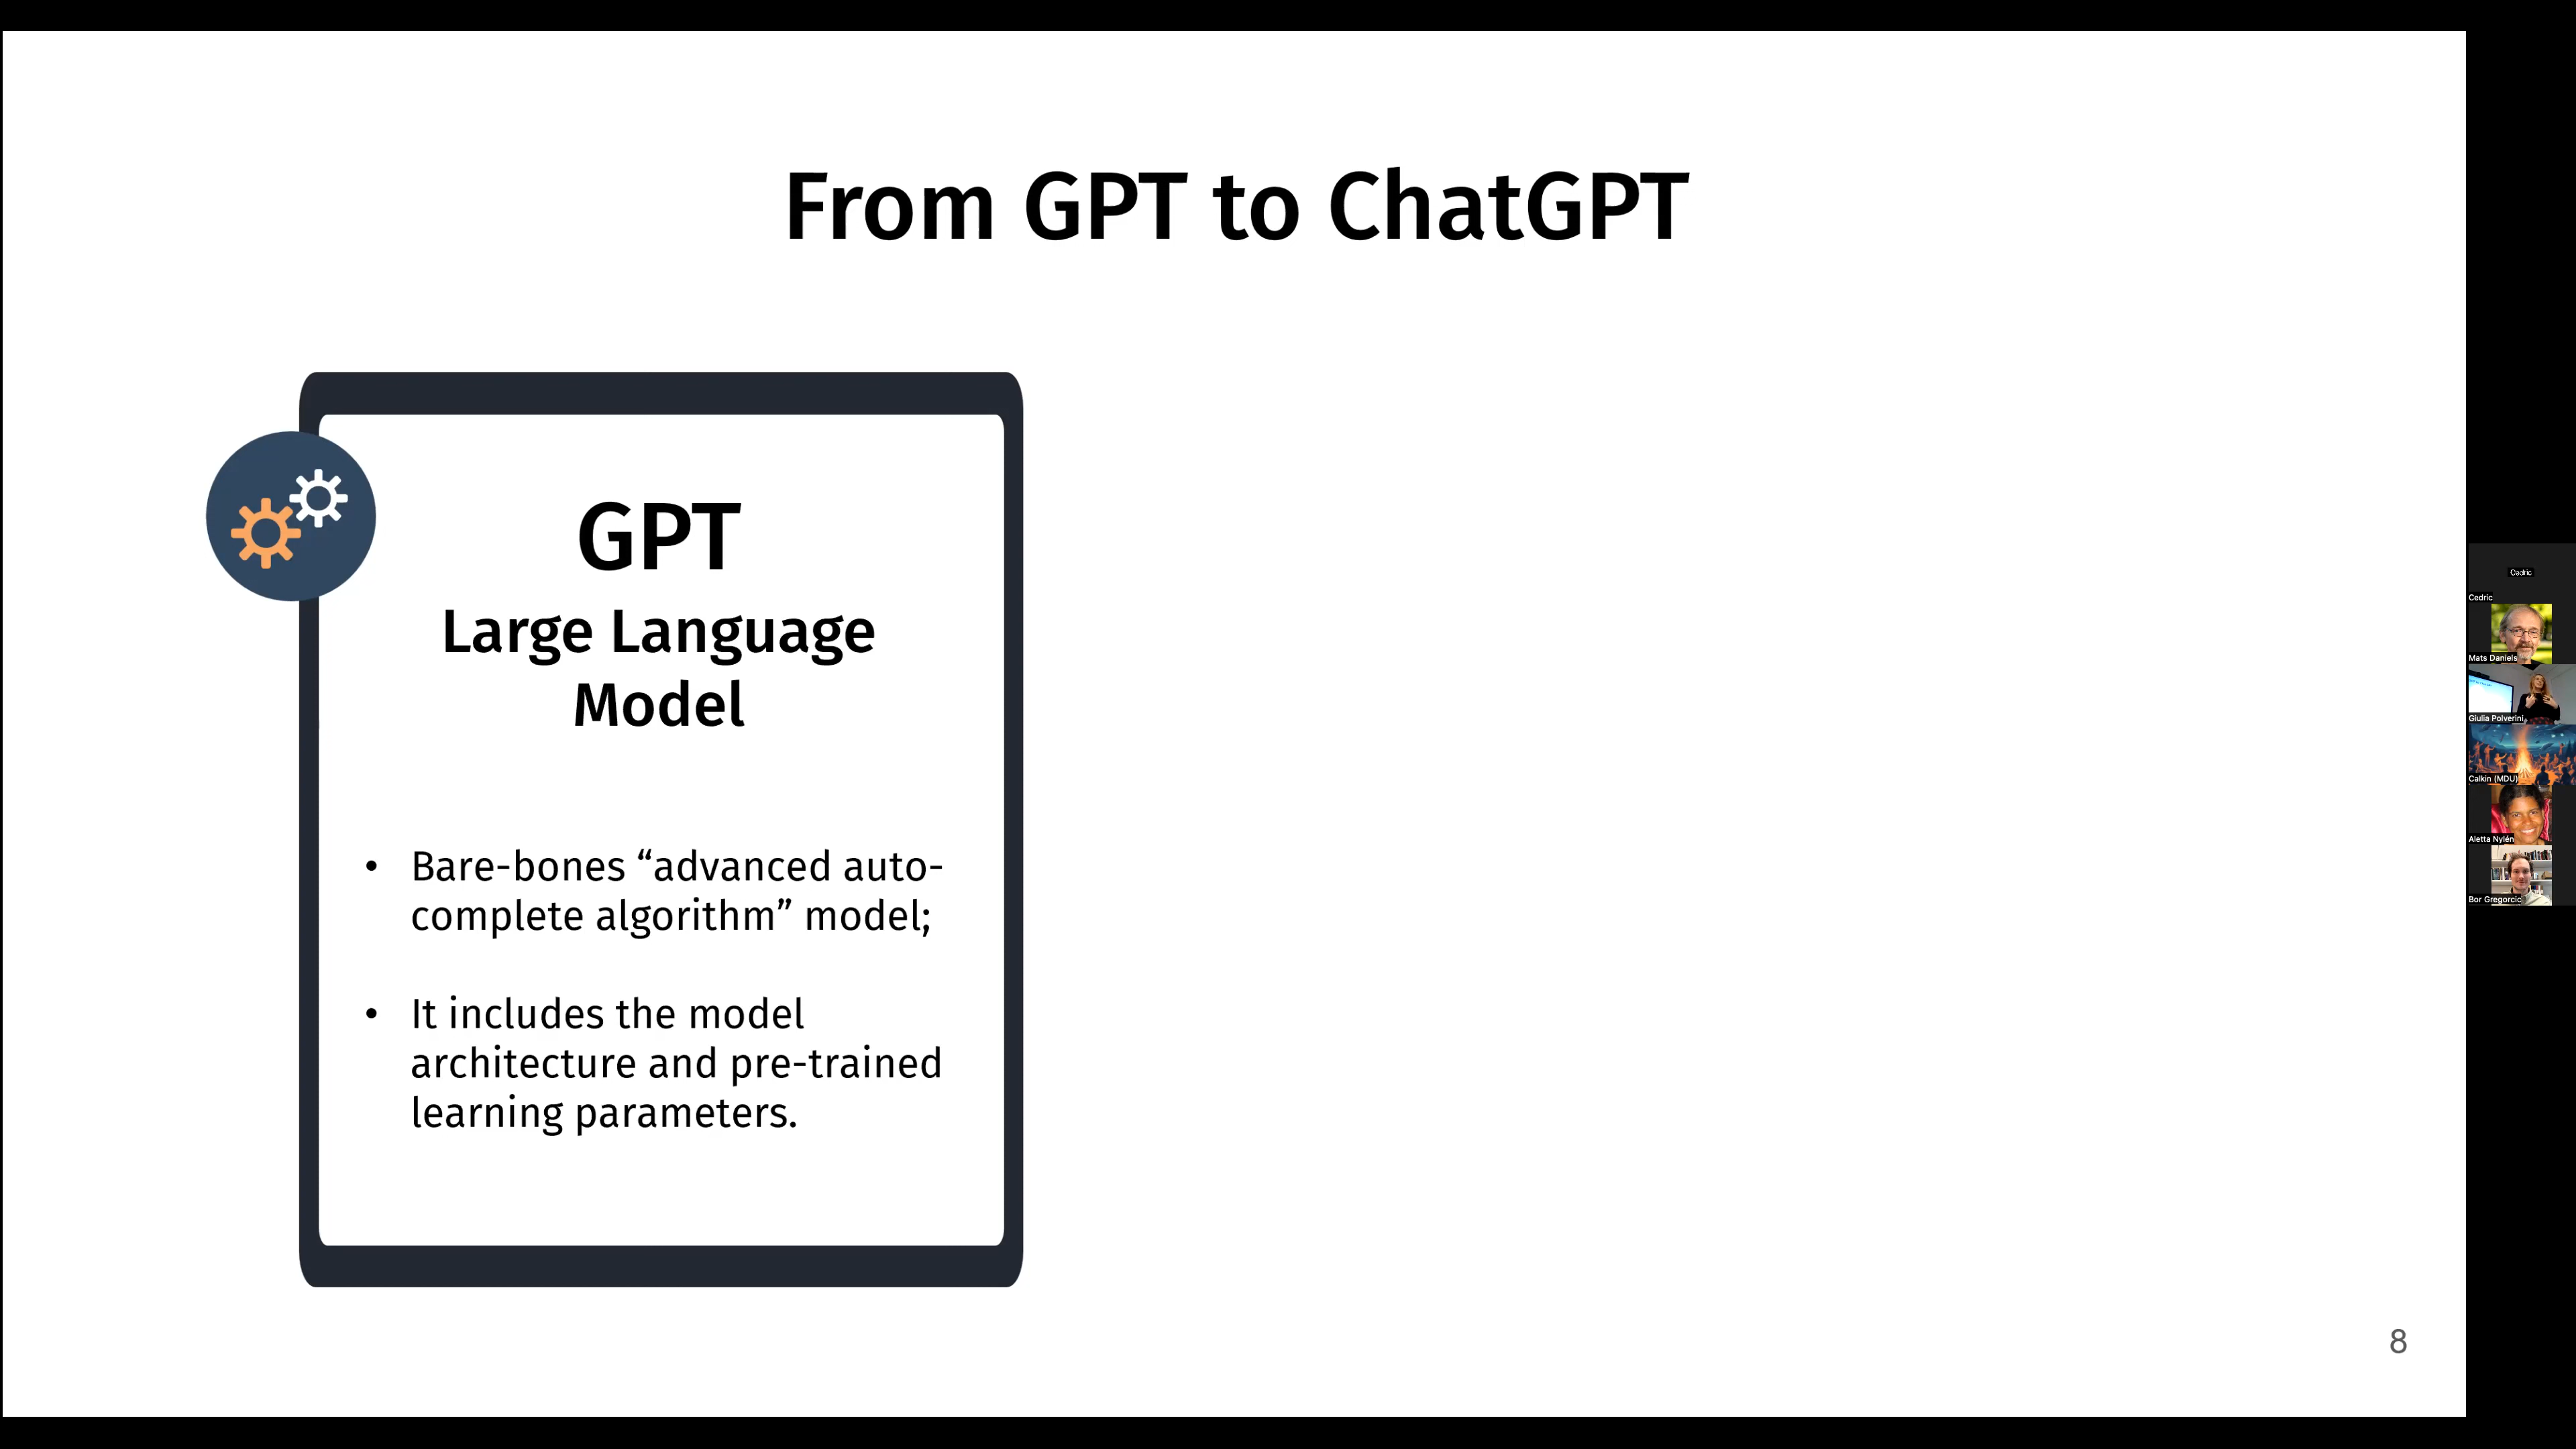 From GPT to ChatGPT
GPT
Large Language
Model
• Bare-bones “advanced auto-
complete algorithm” model;
• It includes the model
architecture and pre-trained
learning parameters.
8
Cedric
Cedric
Mats Daniels
Giulia Polverini
Calkin (MDU)
Aletta Nylén
Bor Gregorcic